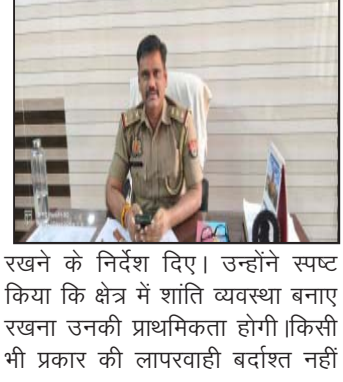 रखने के निर्देश दिए। उन्होंने स्पष्ट
किया कि क्षेत्र में शांति व्यवस्था बनाए
रखना उनकी प्राथमिकता होगी।किसी
भी प्रकार की लापरवाही बर्दाश्त नहीं